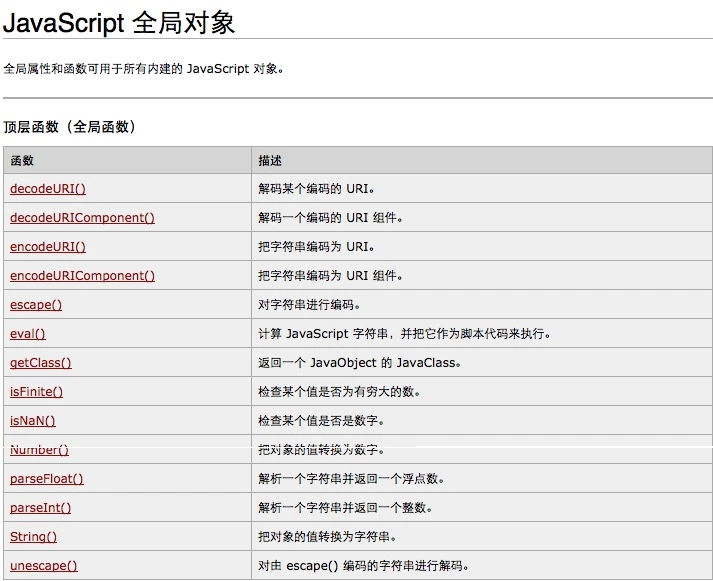 JavaScript 全局对象
全局属性和函数可用于所有内建的 JavaScript 对象。
顶层函数（全局函数）
函数 描述
decodeURI() 解码某个编码的 URI。
decodeURIComponent() 解码一个编码的 URI 组件。
encodeURI() 把字符串编码为 URI。
encodeURIComponent() 把字符串编码为 URI 组件。
escape() 对字符串进行编码。
eval() 计算 JavaScript 字符串，并把它作为脚本代码来执行。
getClass() 返回一个 JavaObject 的 JavaClass。
isFinite() 检查某个值是否为有穷大的数。
isNaN() 检查某个值是否是数字。
Number() 把对象的值转换为数字。
parseFloat() 解析一个字符串并返回一个浮点数。
parseInt() 解析一个字符串并返回一个整数。
String() 把对象的值转换为字符串。
unescape() 对由 escape() 编码的字符串进行解码。